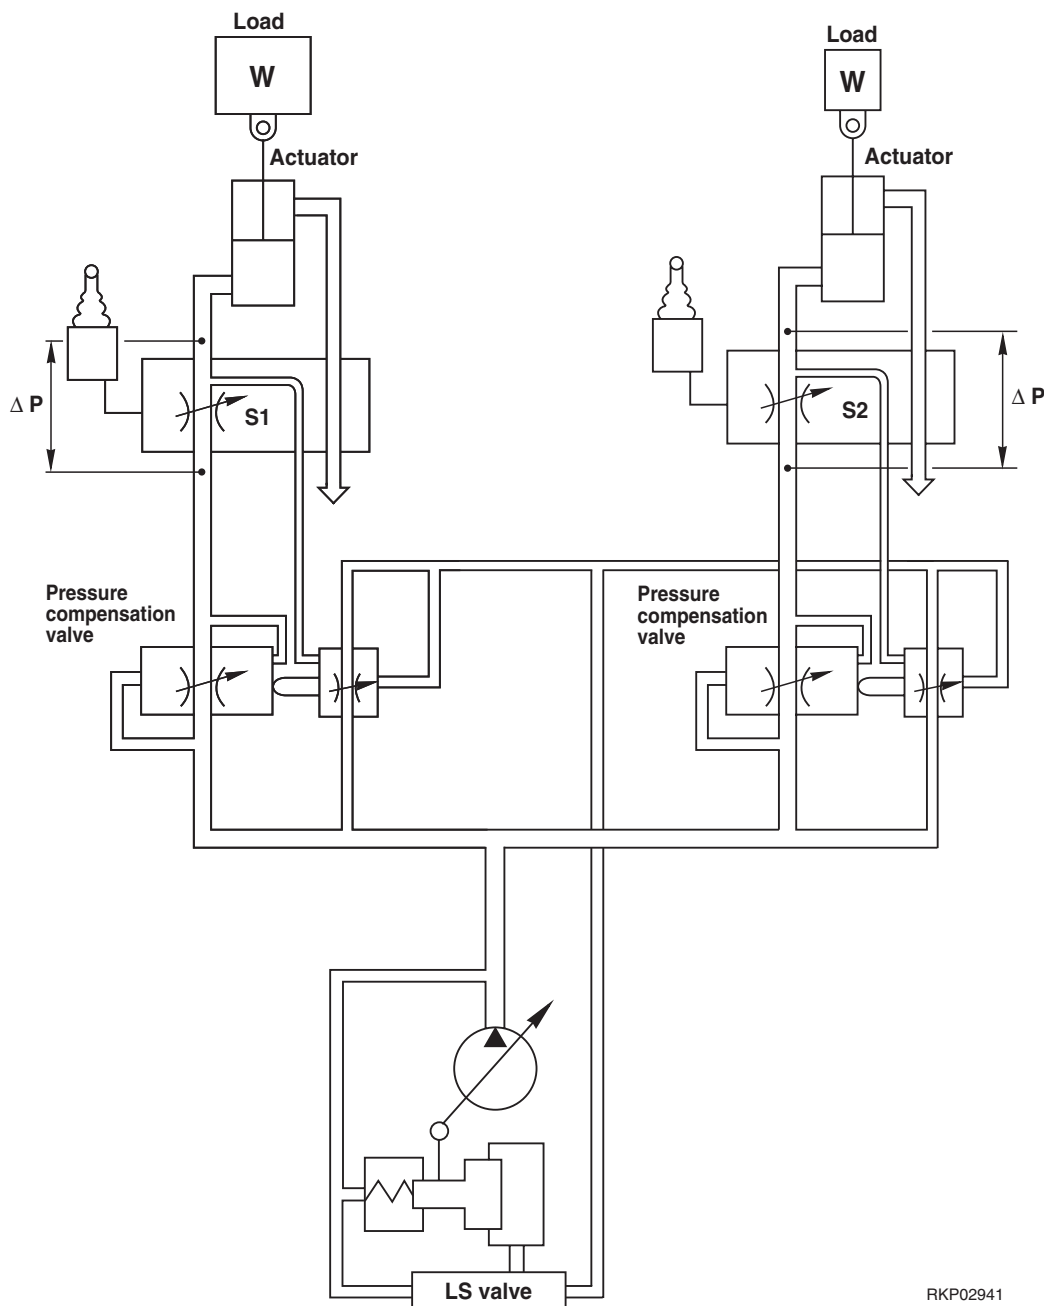 Load
W
Actuator
Load
W
Actuator
Δ P
S1
S2
Δ P
Pressure
compensation
valve
Pressure
compensation
valve
LS valve
RKP02941